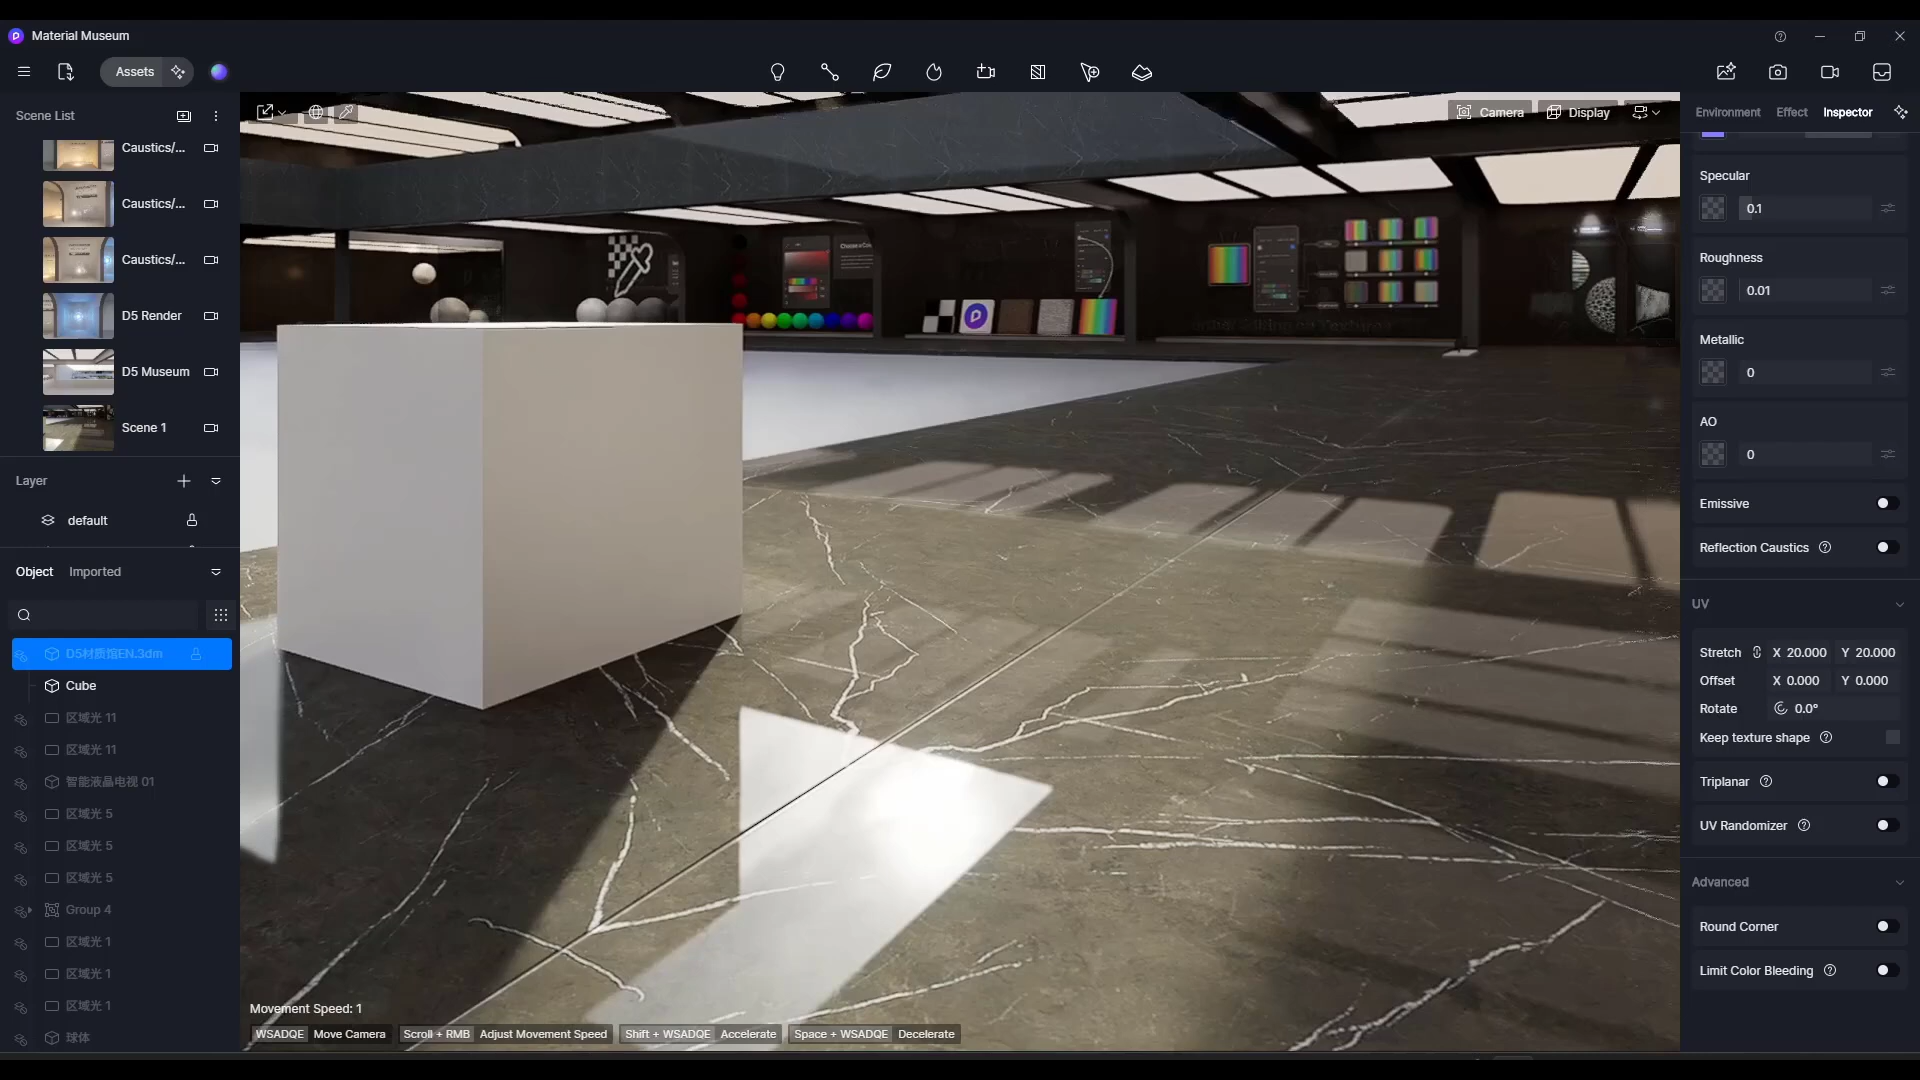 Material Museum
Assets
Scene List
Camera
Display
Environment Effect Inspector
Caustics/...
Caustics/...
Caustics/...
D5 Render
D5 Museum
Scene 1
Layer
default
Object Imported
D5材质馆EN.3dm
Cube
区域光 11
区域光 11
智能液晶电视 01
区域光 5
区域光 5
区域光 5
Group 4
区域光 1
区域光 1
区域光 1
球体
Movement Speed: 1
WSADQE Move Camera Scroll + RMB Adjust Movement Speed Shift + WSADQE Accelerate Space + WSADQE Decelerate
Specular
0.1
Roughness
0.01
Metallic
0
AO
0
Emissive
Reflection Caustics
UV
Stretch X 20.000 Y 20.000
Offset X 0.000 Y 0.000
Rotate 0.0°
Keep texture shape
Triplanar
UV Randomizer
Advanced
Round Corner
Limit Color Bleeding